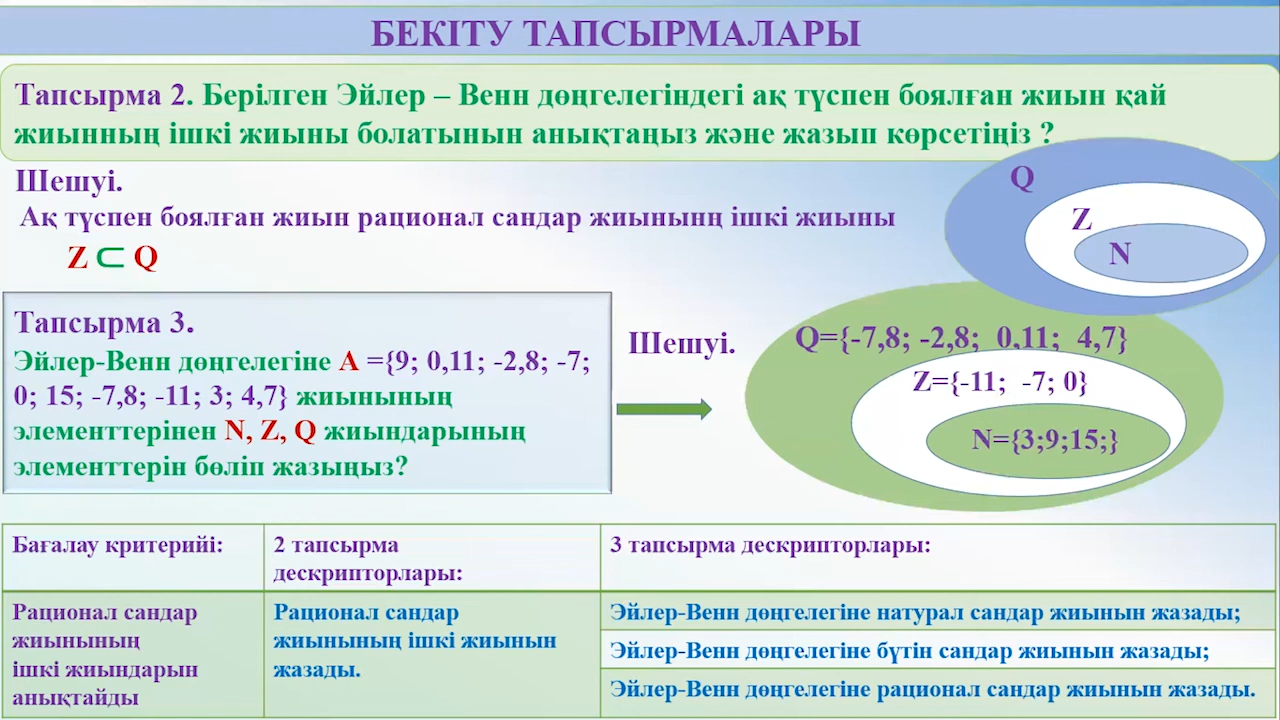 БЕКІТУ ТАПСЫРМАЛАРЫ
Тапсырма 2. Берілген Эйлер – Венн дөңгелегіндегі ақ түспен боялған жиын қай
жиынның ішкі жиыны болатынын анықтаңыз және жазып көрсетіңіз ?
Шешуі.
Ақ түспен боялған жиын рационал сандар жиынынң ішкі жиыны
Z ⊂ Q
Q
Z
N
Тапсырма 3.
Эйлер-Венн дөңгелегіне А ={9; 0,11; -2,8; -7;
0; 15; -7,8; -11; 3; 4,7} жиынының
элементтерінен N, Z, Q жиындарының
элементтерін бөліп жазыңыз?
Шешуі.
Q={-7,8; -2,8; 0,11; 4,7}
Z={-11; -7; 0}
N={3;9;15;}
Бағалау критерийі:
2 тапсырма
дескрипторлары:
3 тапсырма дескрипторлары:
Рационал сандар
жиынының
ішкі жиындарын
анықтайды
Рационал сандар
жиынының ішкі жиынын
жазады.
Эйлер-Венн дөңгелегіне натурал сандар жиынын жазады;
Эйлер-Венн дөңгелегіне бүтін сандар жиынын жазады;
Эйлер-Венн дөңгелегіне рационал сандар жиынын жазады.